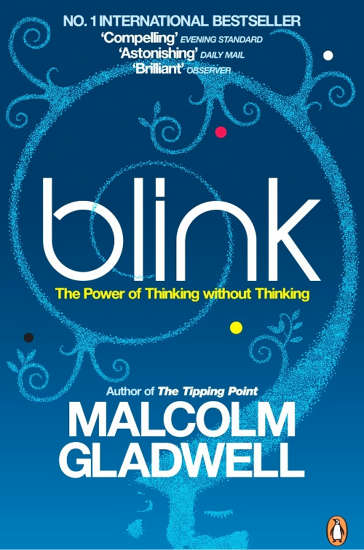 NO. 1 INTERNATIONAL BESTSELLER
‘Compelling’ EVENING STANDARD
‘Astonishing’ DAILY MAIL
‘Brilliant’ OBSERVER
blink
The Power of Thinking without Thinking
Author of The Tipping Point
MALCOLM
GLADWELL